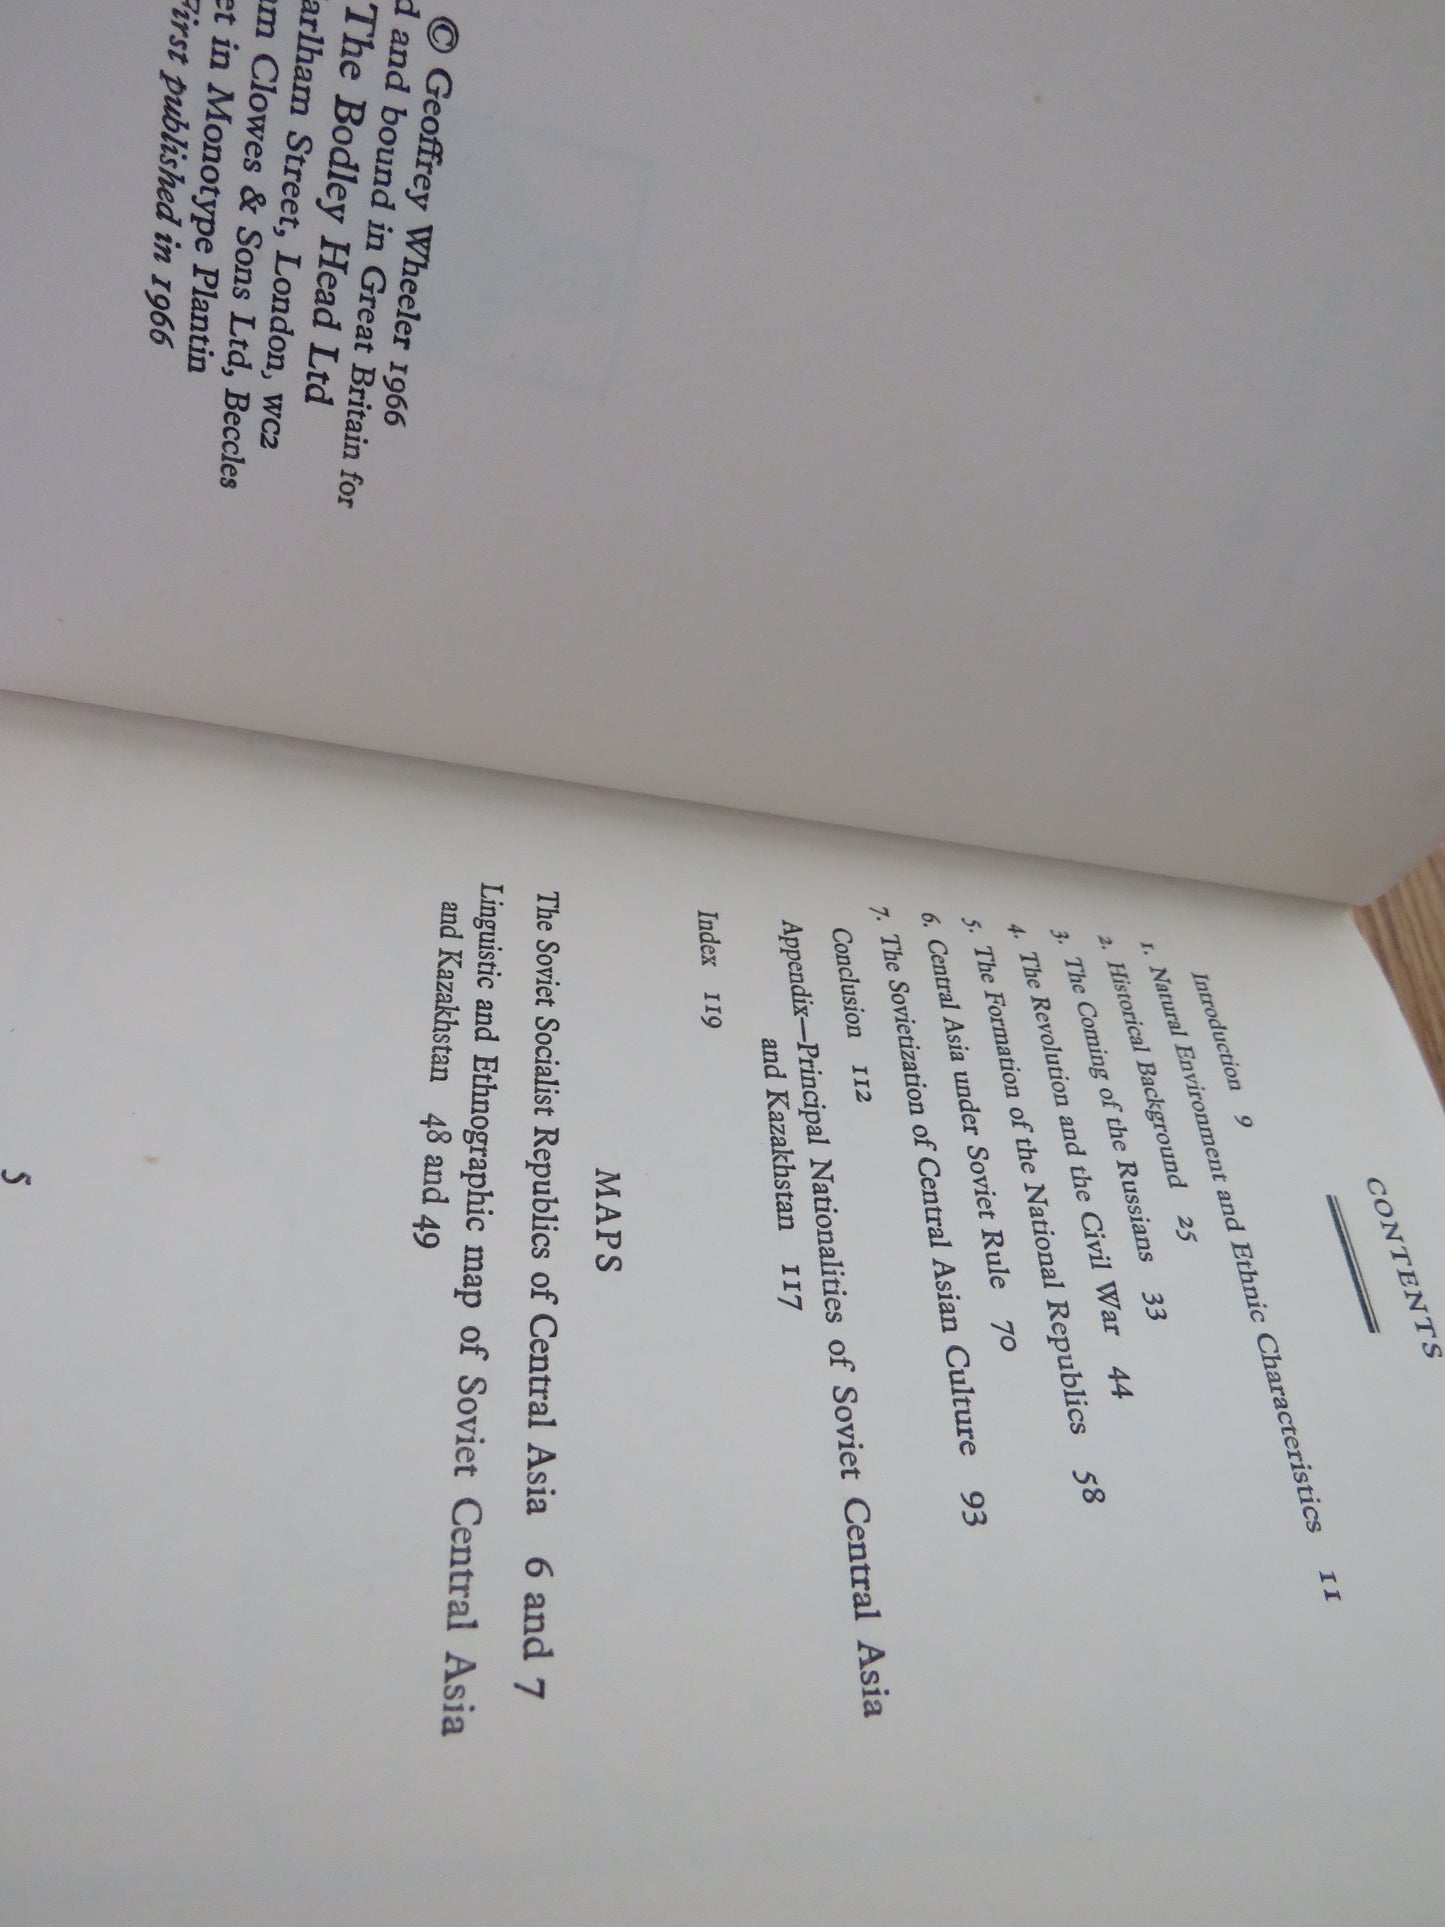 © Geoffrey Wheeler 1966
and bound in Great Britain for
The Bodley Head Ltd
Street, London, WC2
Clowes & Sons Ltd, Beccles
in Monotype Plantin
First published in 1966
CONTENTS
Introduction 9
1. Natural Environment and Ethnic Characteristics 11
2. Historical Background 25
3. The Coming of the Russians 33
4. The Revolution and the Civil War 44
5. The Formation of the National Republics 58
6. Central Asia under Soviet Rule 70
7. The Sovietization of Central Asian Culture 93
Conclusion 112
Appendix—Principal Nationalities of Soviet Central Asia
and Kazakhstan 117
Index 119
MAPS
The Soviet Socialist Republics of Central Asia 6 and 7
Linguistic and Ethnographic map of Soviet Central Asia
and Kazakhstan 48 and 49
5